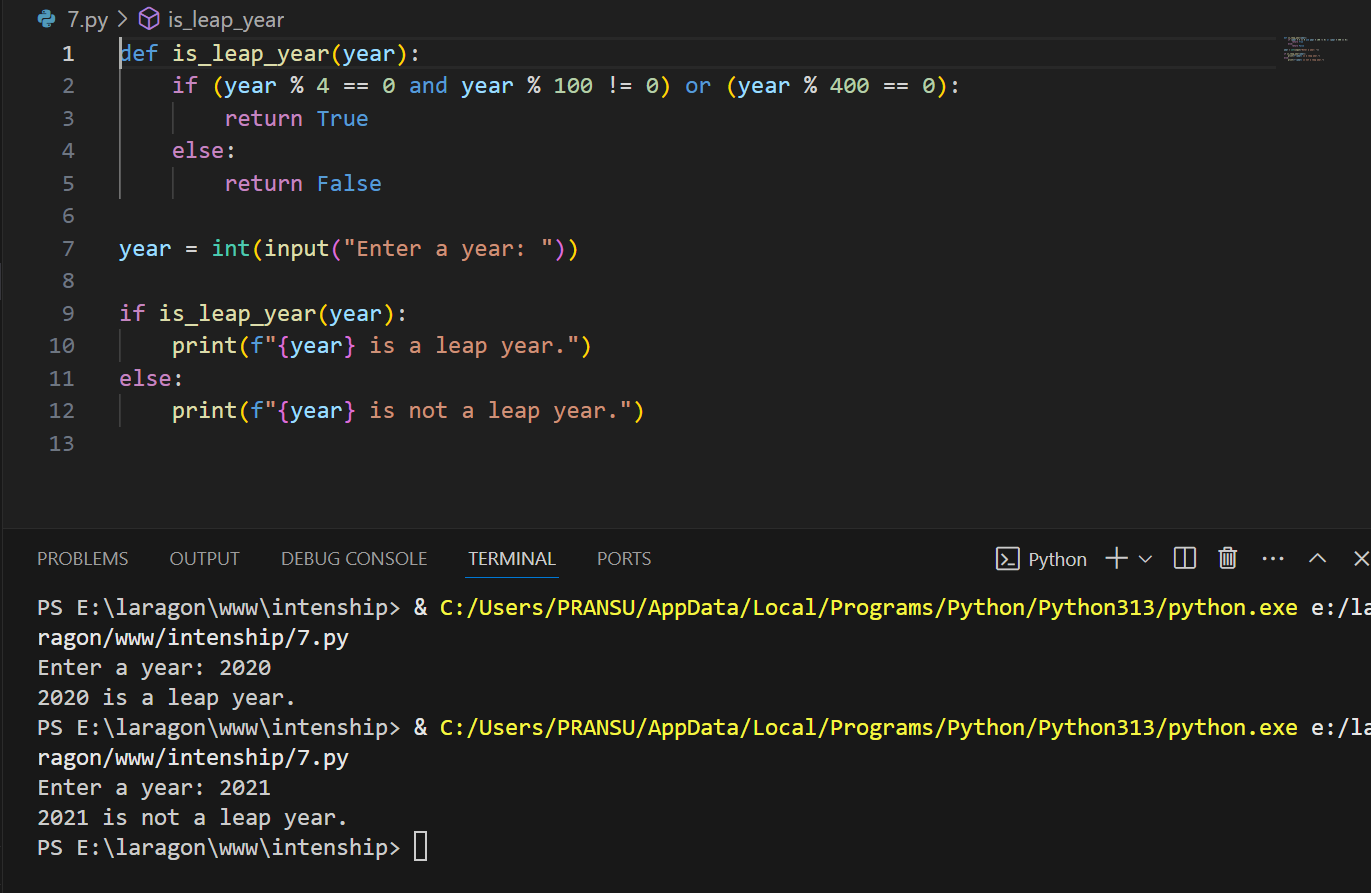 7.py > is_leap_year
1 def is_leap_year(year):
2     if (year % 4 == 0 and year % 100 != 0) or (year % 400 == 0):
3         return True
4     else:
5         return False
6
7 year = int(input("Enter a year: "))
8
9 if is_leap_year(year):
10     print(f"{year} is a leap year.")
11 else:
12     print(f"{year} is not a leap year.")
13
PROBLEMS OUTPUT DEBUG CONSOLE TERMINAL PORTS Python
PS E:\laragon\www\intenship> & C:/Users/PRANSU/AppData/Local/Programs/Python/Python313/python.exe e:/la
ragon/www/intenship/7.py
Enter a year: 2020
2020 is a leap year.
PS E:\laragon\www\intenship> & C:/Users/PRANSU/AppData/Local/Programs/Python/Python313/python.exe e:/la
ragon/www/intenship/7.py
Enter a year: 2021
2021 is not a leap year.
PS E:\laragon\www\intenship>